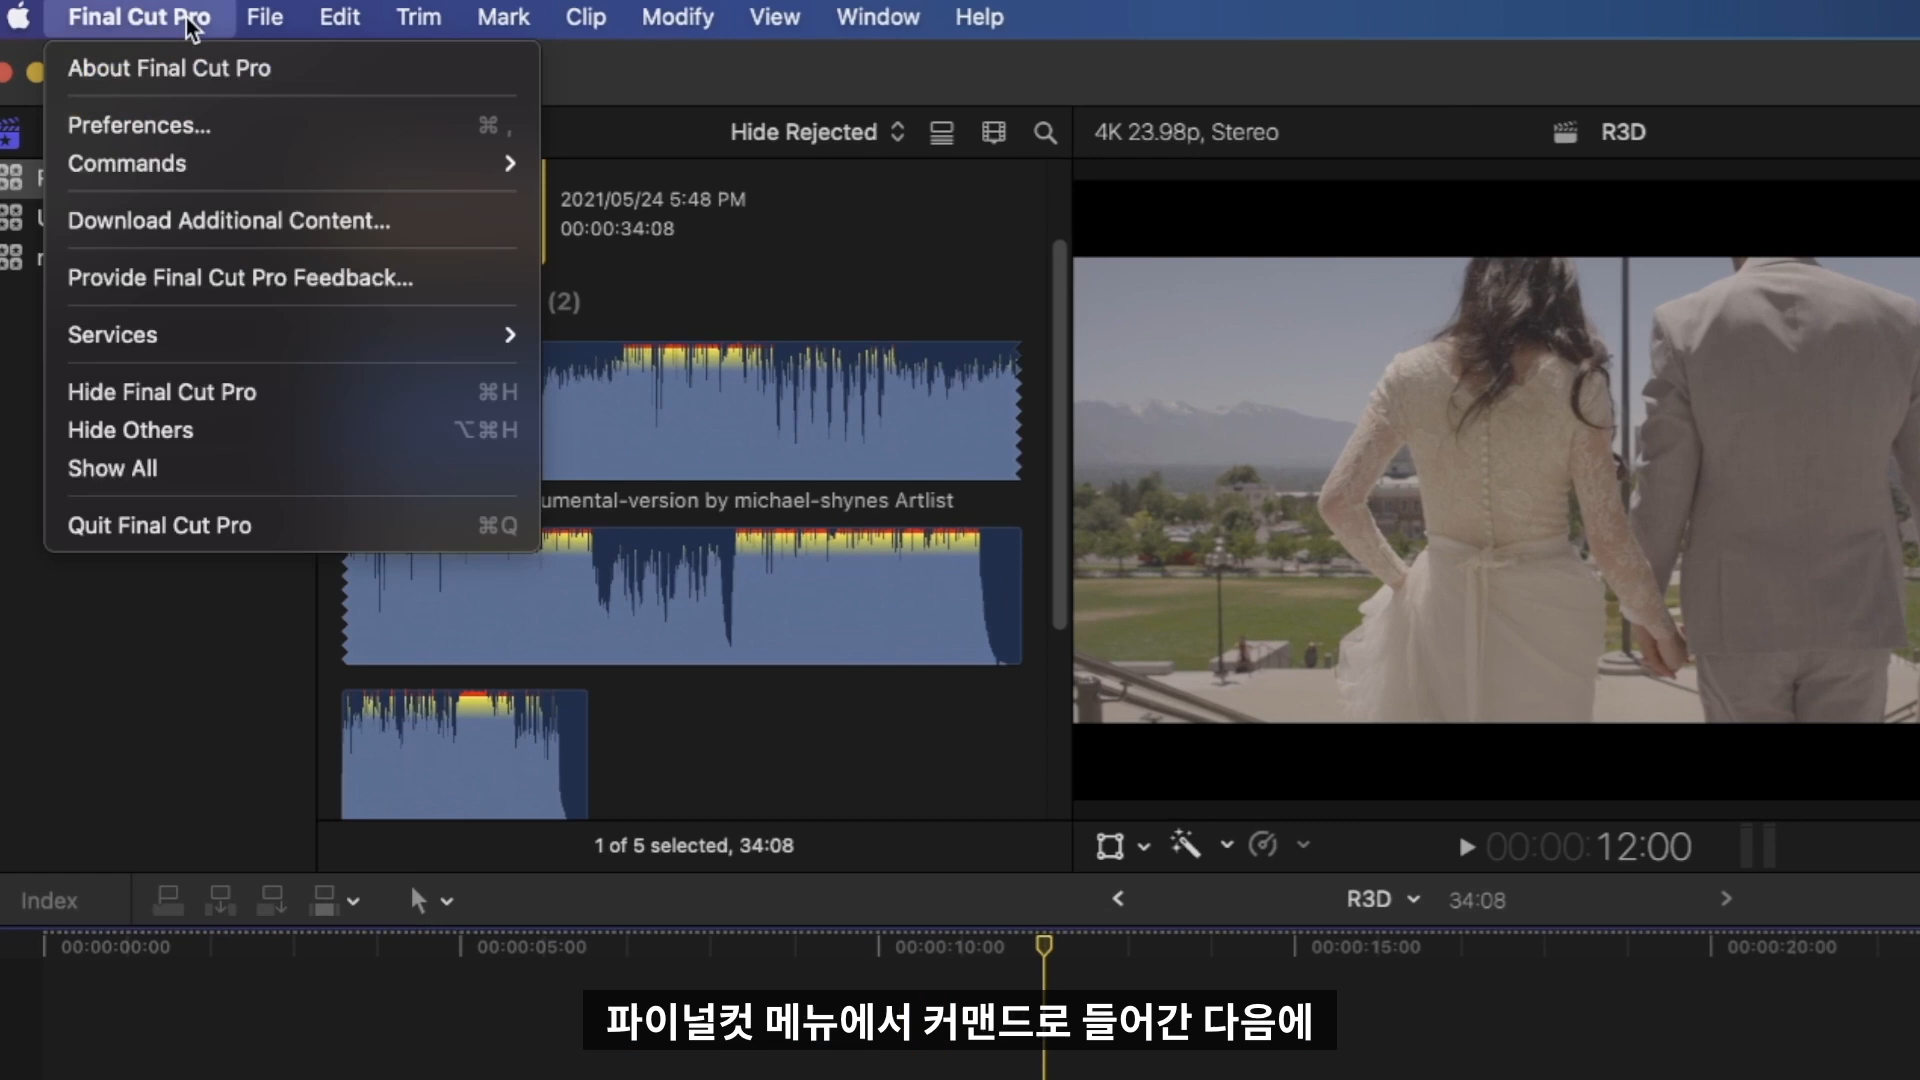 Final Cut Pro File Edit Trim Mark Clip Modify View Window Help
About Final Cut Pro
Preferences... ⌘ ,
Commands
Download Additional Content...
Provide Final Cut Pro Feedback...
Services
Hide Final Cut Pro ⌘H
Hide Others ⌥⌘H
Show All
Quit Final Cut Pro ⌘Q
Hide Rejected
4K 23.98p, Stereo
R3D
2021/05/24 5:48 PM
00:00:34:08
(2)
umental-version by michael-shynes Artlist
1 of 5 selected, 34:08
00:00:12:00
Index
R3D 34:08
00:00:00:00 00:00:05:00 00:00:10:00 00:00:15:00 00:00:20:00
파이널컷 메뉴에서 커맨드로 들어간 다음에